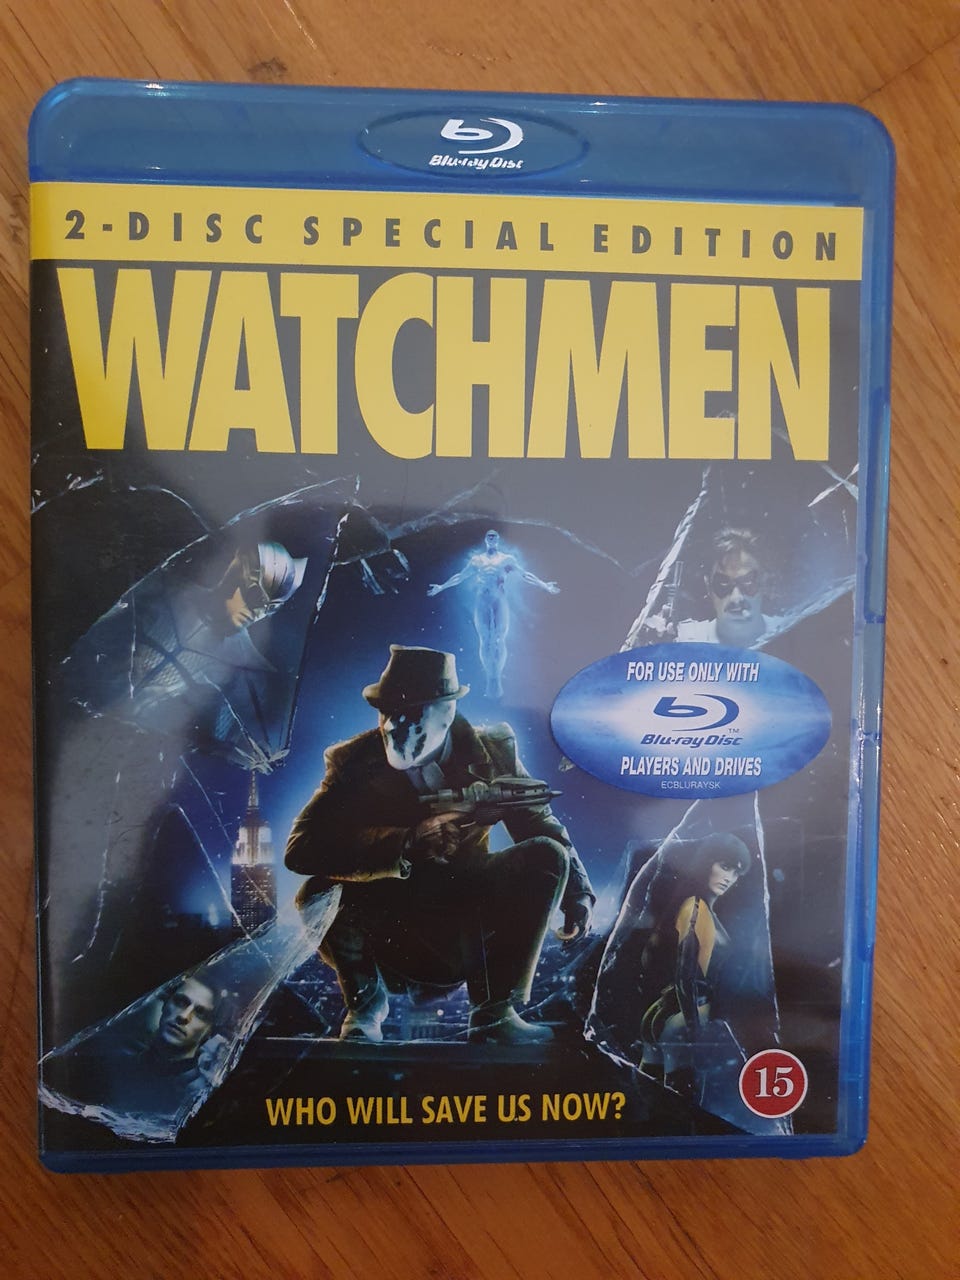 Blu-ray Disc
2-DISC SPECIAL EDITION
WATCHMEN
FOR USE ONLY WITH
Blu-ray Disc™
PLAYERS AND DRIVES
ECBLURAYSK
15
WHO WILL SAVE US NOW?